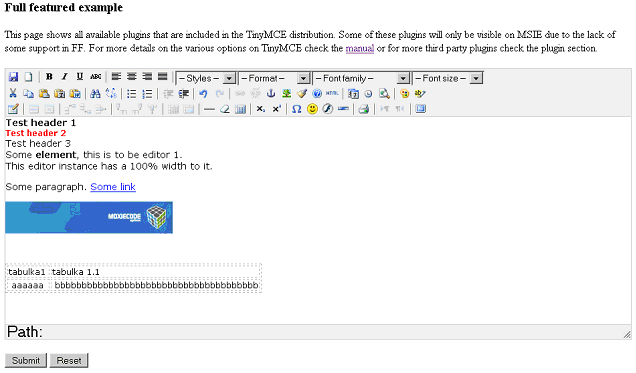 Full featured example
This page shows all available plugins that are included in the TinyMCE distribution. Some of these plugins will only be visible on MSIE due to the lack of
some support in FF. For more details on the various options on TinyMCE check the manual or for more third party plugins check the plugin section.
B I U ABC -- Styles -- -- Format -- -- Font family -- -- Font size --
HTML
Test header 1
Test header 2
Test header 3
Some element, this is to be editor 1.
This editor instance has a 100% width to it.
Some paragraph. Some link
MOXIECODE
tabulka1 tabulka 1.1
aaaaaa bbbbbbbbbbbbbbbbbbbbbbbbbbbbbbbbbbbbbbbb
Path:
Submit Reset